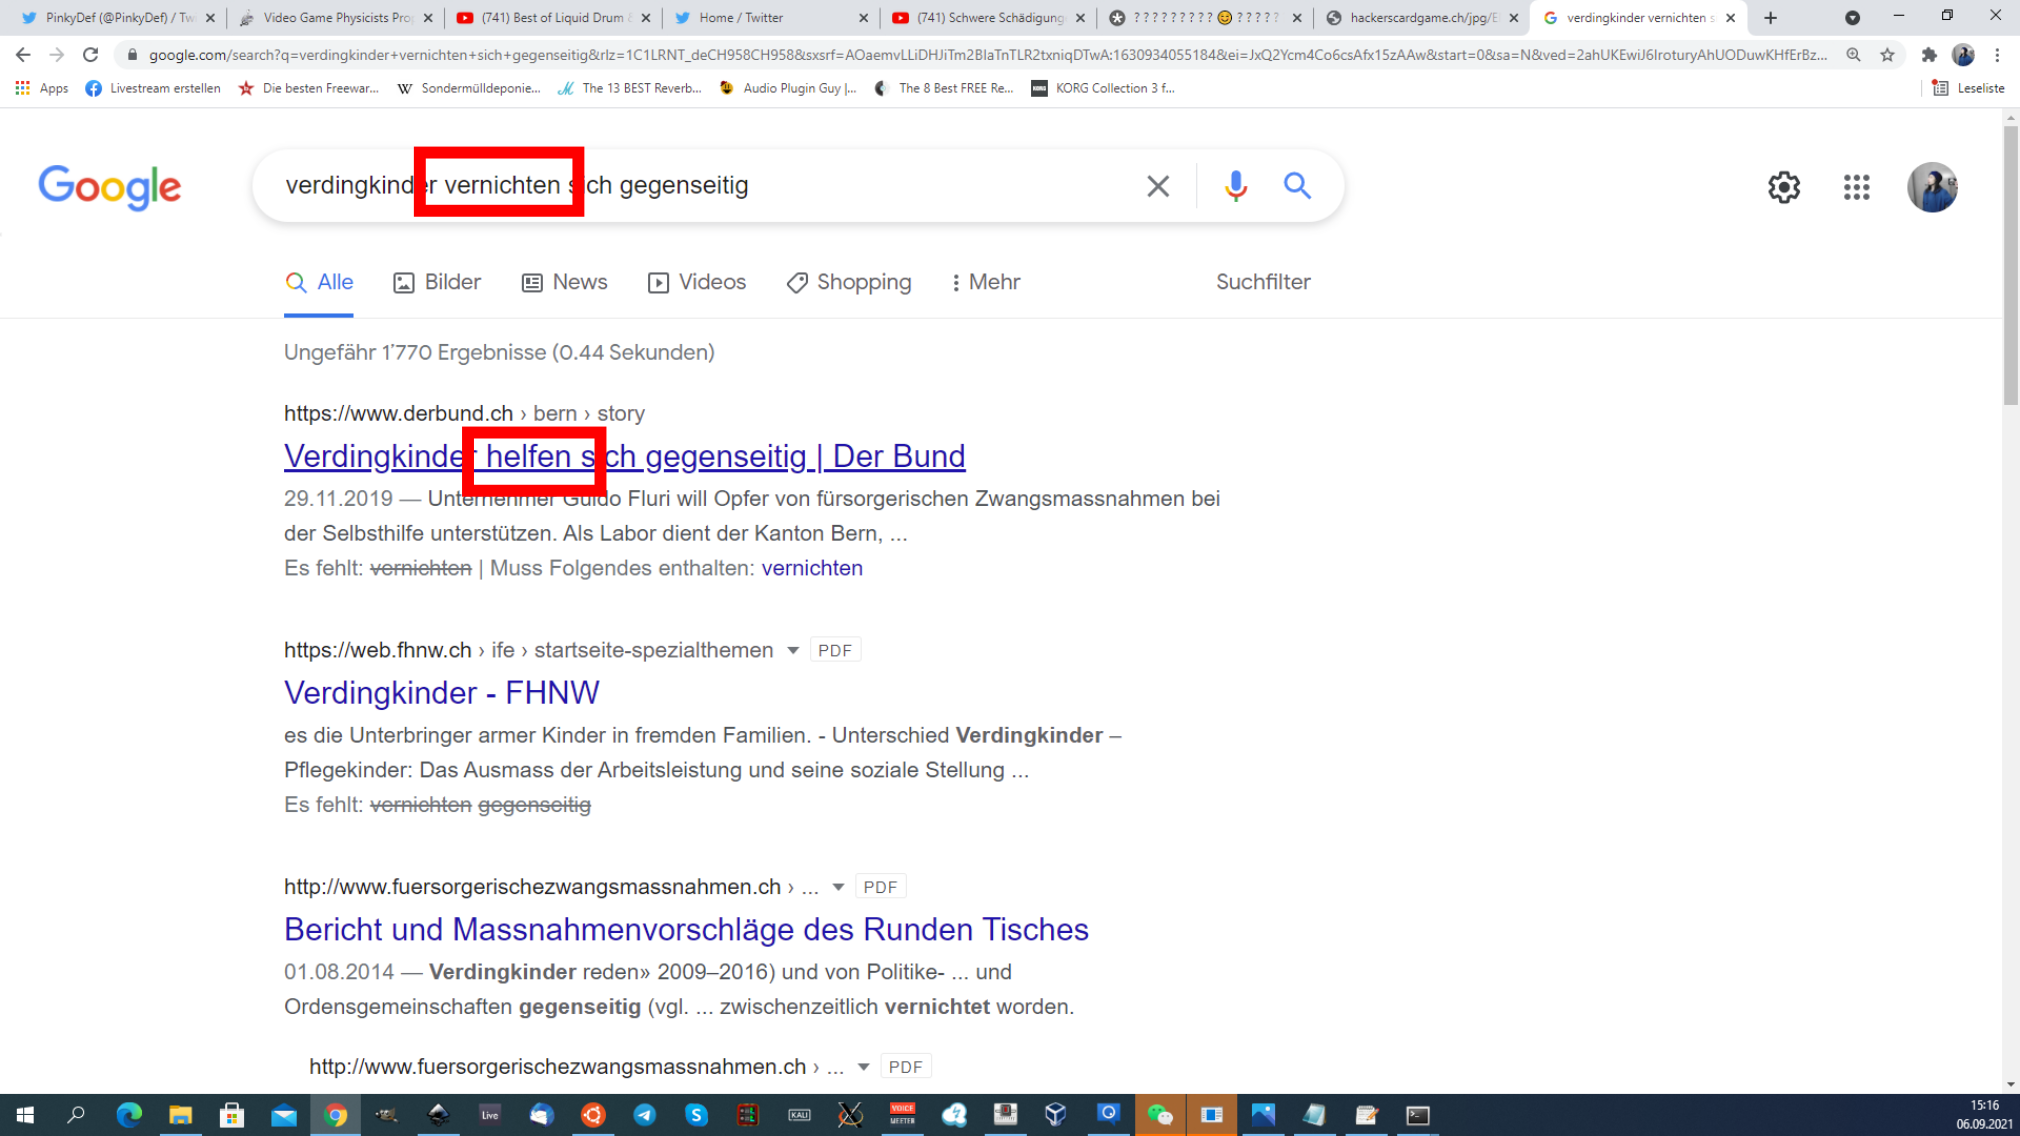 PinkyDef (@PinkyDef) / Tw
Video Game Physicists Pro
(741) Best of Liquid Drum
Home / Twitter
(741) Schwere Schädigung
? ? ? ? ? ? ? ? ? 😊 ? ? ? ? ?
hackerscardgame.ch/jpg/E
verdingkinder vernichten s
google.com/search?q=verdingkinder+vernichten+sich+gegenseitig&rlz=1C1LRNT_deCH958CH958&sxsrf=AOaemvLLiDHJiTm2BIaTnTLR2txniqDTwA:1630934055184&ei=JxQ2Ycm4Co6csAfx15zAAw&start=0&sa=N&ved=2ahUKEwiJ6IroturyAhUODuwKHfErBz...
Apps
Livestream erstellen
Die besten Freewar...
Sondermülldeponie...
The 13 BEST Reverb...
Audio Plugin Guy |...
The 8 Best FREE Re...
KORG Collection 3 f...
Leseliste
Google
verdingkinder vernichten sich gegenseitig
Alle
Bilder
News
Videos
Shopping
Mehr
Suchfilter
Ungefähr 1'770 Ergebnisse (0.44 Sekunden)
https://www.derbund.ch › bern › story
Verdingkinder helfen sich gegenseitig | Der Bund
29.11.2019 — Unternehmer Guido Fluri will Opfer von fürsorgerischen Zwangsmassnahmen bei
der Selbsthilfe unterstützen. Als Labor dient der Kanton Bern, ...
Es fehlt: vernichten | Muss Folgendes enthalten: vernichten
https://web.fhnw.ch › ife › startseite-spezialthemen PDF
Verdingkinder - FHNW
es die Unterbringer armer Kinder in fremden Familien. - Unterschied Verdingkinder –
Pflegekinder: Das Ausmass der Arbeitsleistung und seine soziale Stellung ...
Es fehlt: vernichten gegenseitig
http://www.fuersorgerischezwangsmassnahmen.ch › ... PDF
Bericht und Massnahmenvorschläge des Runden Tisches
01.08.2014 — Verdingkinder reden» 2009–2016) und von Politike- ... und
Ordensgemeinschaften gegenseitig (vgl. ... zwischenzeitlich vernichtet worden.
http://www.fuersorgerischezwangsmassnahmen.ch › ... PDF
Live
KALI
VOICE
MEETER
15:16
06.09.2021